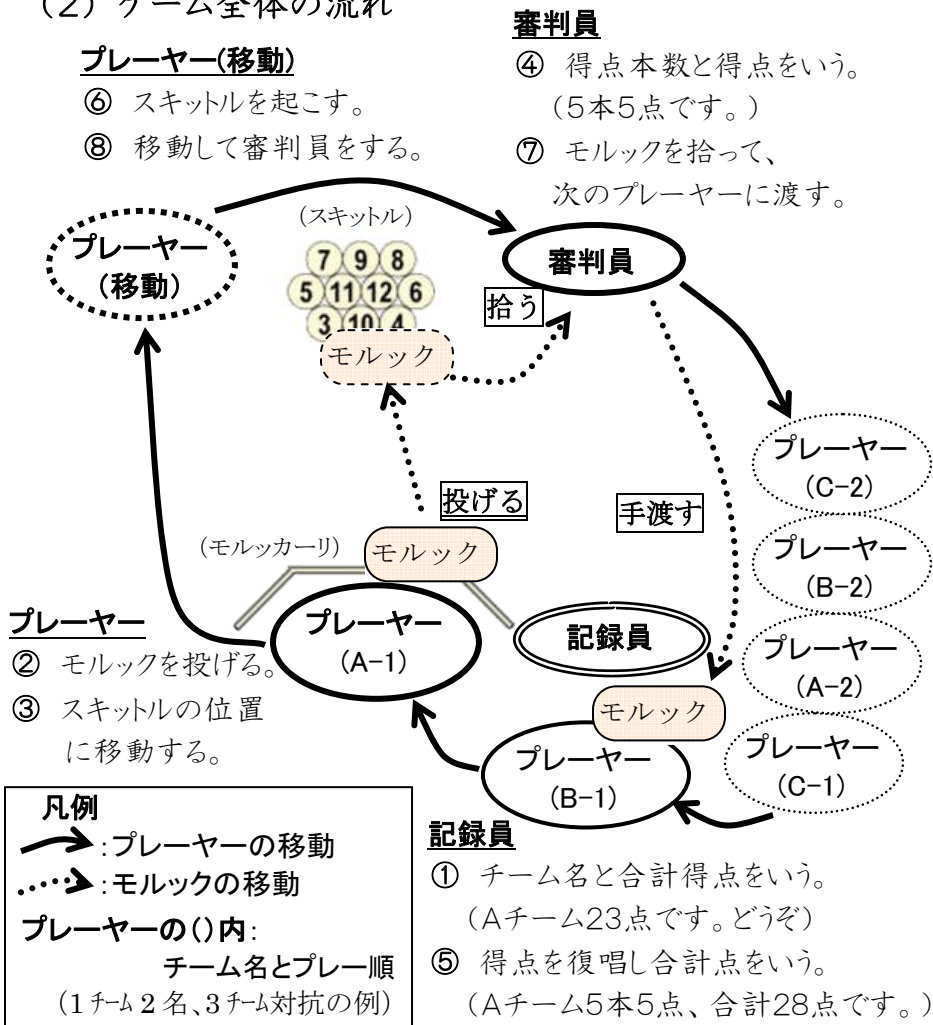 (2) ゲーム全体の流れ
プレーヤー(移動)
⑥ スキットルを起こす。
⑧ 移動して審判員をする。
審判員
④ 得点本数と得点をいう。
(5本5点です。)
⑦ モルックを拾って、
次のプレーヤーに渡す。
プレーヤー
(移動)
(スキットル)
7 9 8
5 11 12 6
3 10 4
モルック
拾う
審判員
投げる
手渡す
(モルッカーリ)
モルック
プレーヤー
(A-1)
記録員
モルック
プレーヤー
(B-1)
プレーヤー
(C-2)
プレーヤー
(B-2)
プレーヤー
(A-2)
プレーヤー
(C-1)
プレーヤー
② モルックを投げる。
③ スキットルの位置
に移動する。
凡例
:プレーヤーの移動
:モルックの移動
プレーヤーの()内:
チーム名とプレー順
(1チーム2名、3チーム対抗の例)
記録員
① チーム名と合計得点をいう。
(Aチーム23点です。どうぞ)
⑤ 得点を復唱し合計点をいう。
(Aチーム5本5点、合計28点です。)